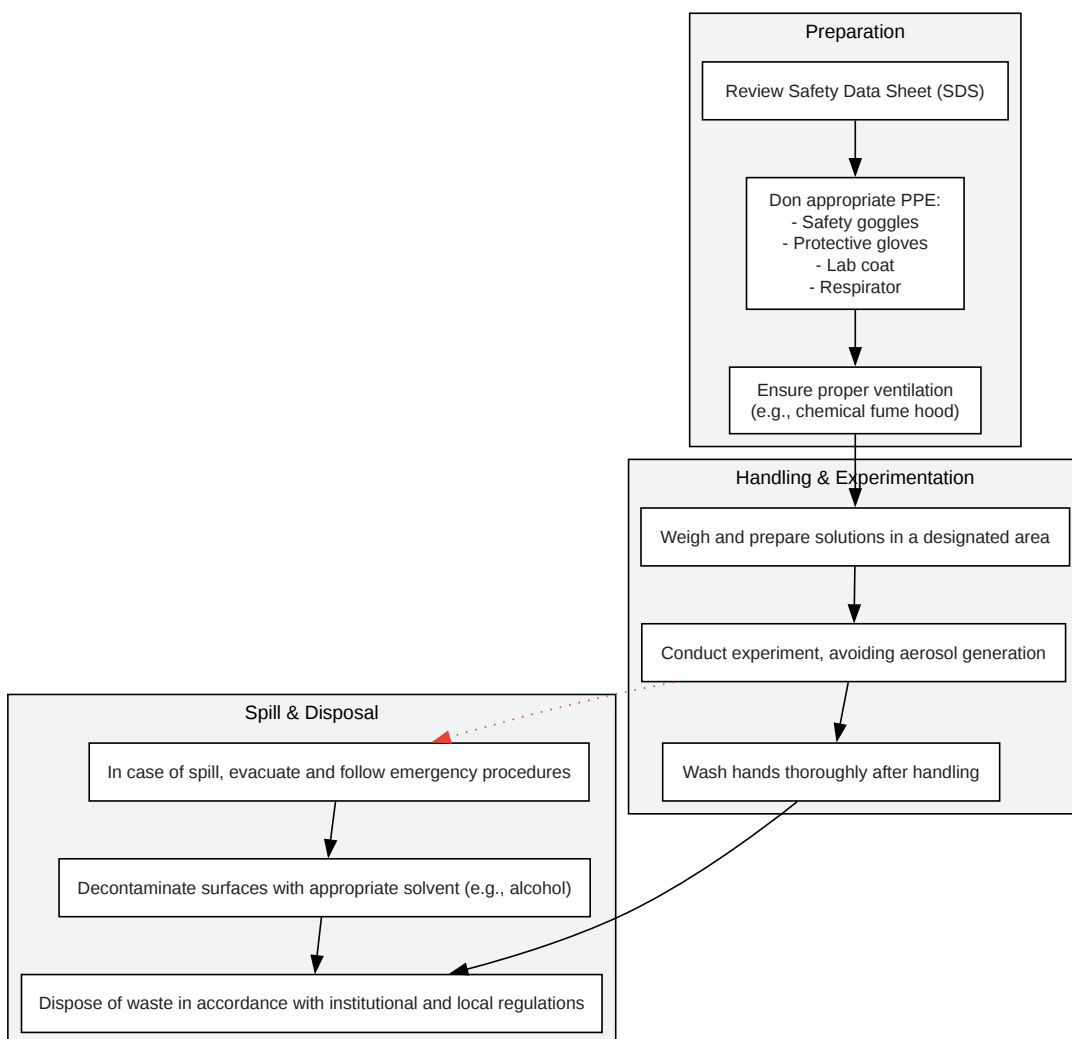 Preparation
Review Safety Data Sheet (SDS)
Don appropriate PPE:
- Safety goggles
- Protective gloves
- Lab coat
- Respirator
Ensure proper ventilation
(e.g., chemical fume hood)
Handling & Experimentation
Weigh and prepare solutions in a designated area
Conduct experiment, avoiding aerosol generation
Wash hands thoroughly after handling
Spill & Disposal
In case of spill, evacuate and follow emergency procedures
Decontaminate surfaces with appropriate solvent (e.g., alcohol)
Dispose of waste in accordance with institutional and local regulations